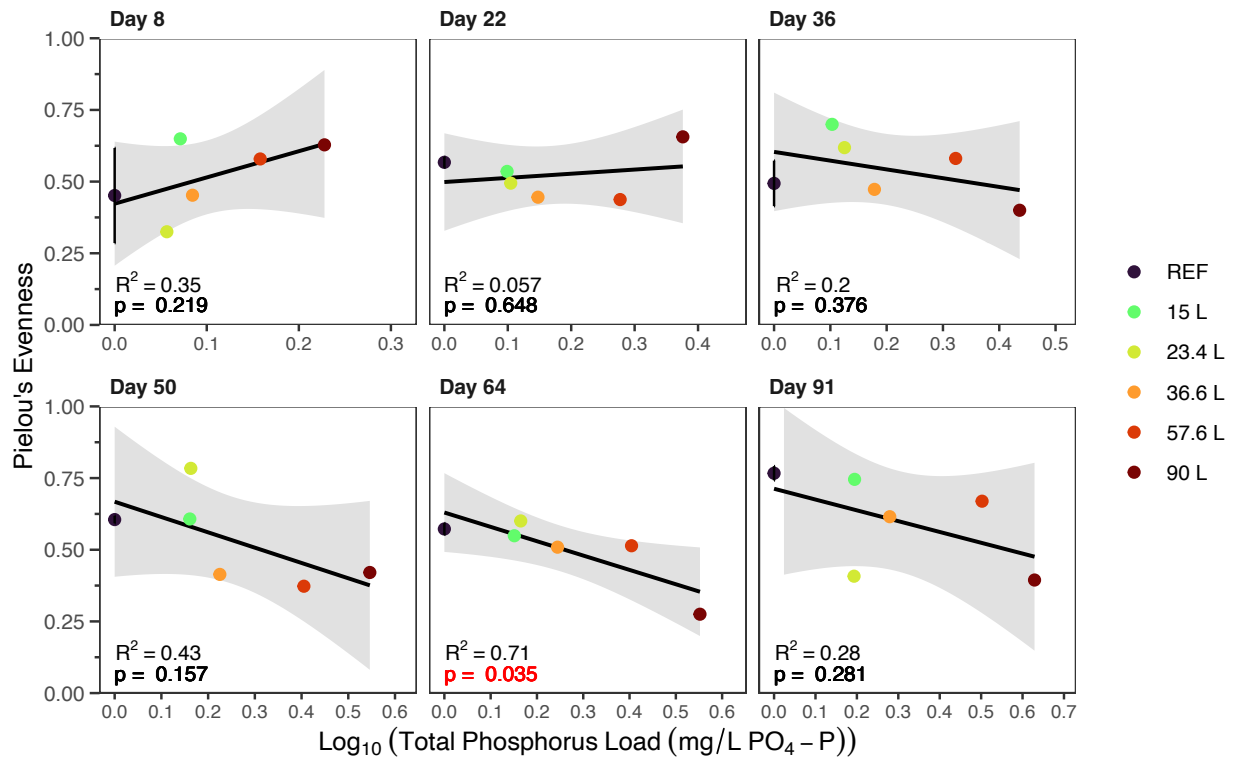 Day 8
Day 22
Day 36
1.00
0.75
0.50
0.25
0.00
R² = 0.35
p = 0.219
R² = 0.057
p = 0.648
R² = 0.2
p = 0.376
0.0 0.1 0.2 0.3
0.0 0.1 0.2 0.3 0.4
0.0 0.1 0.2 0.3 0.4 0.5
Pielou's Evenness
Day 50
Day 64
Day 91
1.00
0.75
0.50
0.25
0.00
R² = 0.43
p = 0.157
R² = 0.71
p = 0.035
R² = 0.28
p = 0.281
0.0 0.1 0.2 0.3 0.4 0.5 0.6
0.0 0.1 0.2 0.3 0.4 0.5 0.6
0.0 0.1 0.2 0.3 0.4 0.5 0.6 0.7
Log₁₀ (Total Phosphorus Load (mg/L PO₄ – P))
REF
15 L
23.4 L
36.6 L
57.6 L
90 L